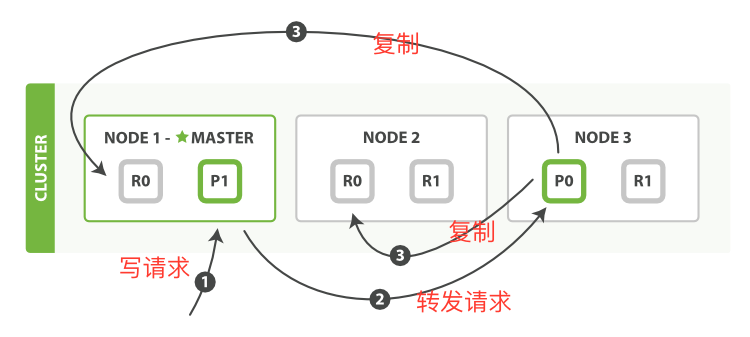 3
复制
CLUSTER
NODE 1 - ★ MASTER
R0
P1
NODE 2
R0
R1
NODE 3
P0
R1
写请求
1
复制
3
2
转发请求